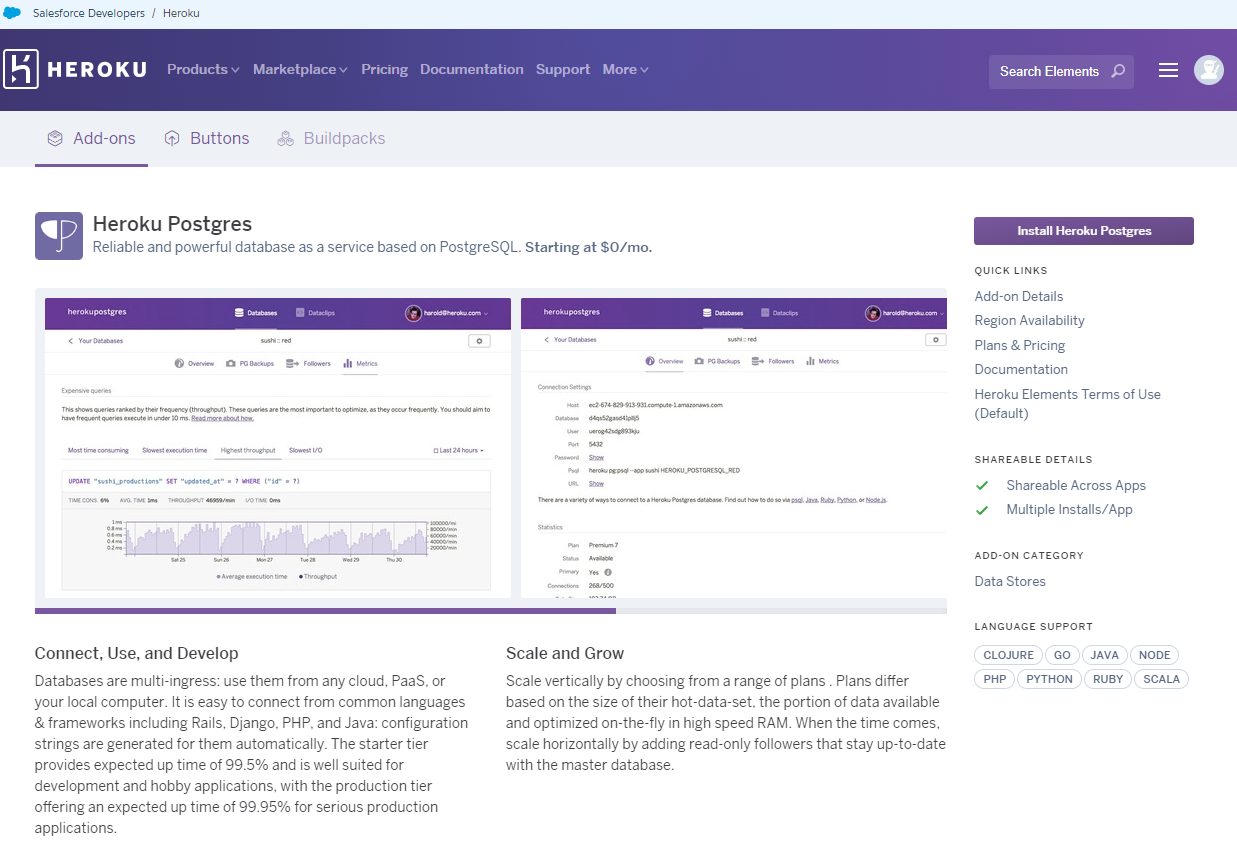 Salesforce Developers / Heroku
HEROKU Products Marketplace Pricing Documentation Support More
Search Elements
Add-ons Buttons Buildpacks
Heroku Postgres
Reliable and powerful database as a service based on PostgreSQL. Starting at $0/mo.
herokupostgres
Databases Dataclips
harold@heroku.com
Your Databases
sushi :: red
Overview PG Backups Followers Metrics
Expensive queries
This shows queries ranked by their frequency (throughput). These queries are the most important to optimize, as they occur frequently. You should aim to
have frequent queries execute in under 10 ms. Read more about how.
Most time consuming Slowest execution time Highest throughput Slowest I/O Last 24 hours
UPDATE "sushi_productions" SET "updated_at" = ? WHERE ("id" = ?)
TIME CONS. 6% AVG. TIME 1ms THROUGHPUT 46959/min I/O TIME 0ms
1 ms 100000/mi
0.8 ms 80000/min
0.6 ms 60000/min
0.4 ms 40000/min
0.2 ms 20000/min
Sat 25 Sun 26 Mon 27 Tue 28 Wed 29 Thu 30
Average execution time Throughput
herokupostgres
Databases Dataclips
harold@heroku.com
Your Databases
sushi :: red
Overview PG Backups Followers Metrics
Connection Settings
Host ec2-674-829-913-931.compute-1.amazonaws.com
Database d4qs52gasd41p8lj5
User uerog42sdg893kju
Port 5432
Password Show
Psql heroku pg:psql --app sushi HEROKU_POSTGRESQL_RED
URL Show
There are a variety of ways to connect to a Heroku Postgres database. Find out how to do so via psql, Java, Ruby, Python, or Node.js.
Statistics
Plan Premium 7
Status Available
Primary Yes
Connections 268/500
Connect, Use, and Develop
Databases are multi-ingress: use them from any cloud, PaaS, or
your local computer. It is easy to connect from common languages
& frameworks including Rails, Django, PHP, and Java: configuration
strings are generated for them automatically. The starter tier
provides expected up time of 99.5% and is well suited for
development and hobby applications, with the production tier
offering an expected up time of 99.95% for serious production
applications.
Scale and Grow
Scale vertically by choosing from a range of plans . Plans differ
based on the size of their hot-data-set, the portion of data available
and optimized on-the-fly in high speed RAM. When the time comes,
scale horizontally by adding read-only followers that stay up-to-date
with the master database.
Install Heroku Postgres
QUICK LINKS
Add-on Details
Region Availability
Plans & Pricing
Documentation
Heroku Elements Terms of Use
(Default)
SHAREABLE DETAILS
Shareable Across Apps
Multiple Installs/App
ADD-ON CATEGORY
Data Stores
LANGUAGE SUPPORT
CLOJURE GO JAVA NODE
PHP PYTHON RUBY SCALA